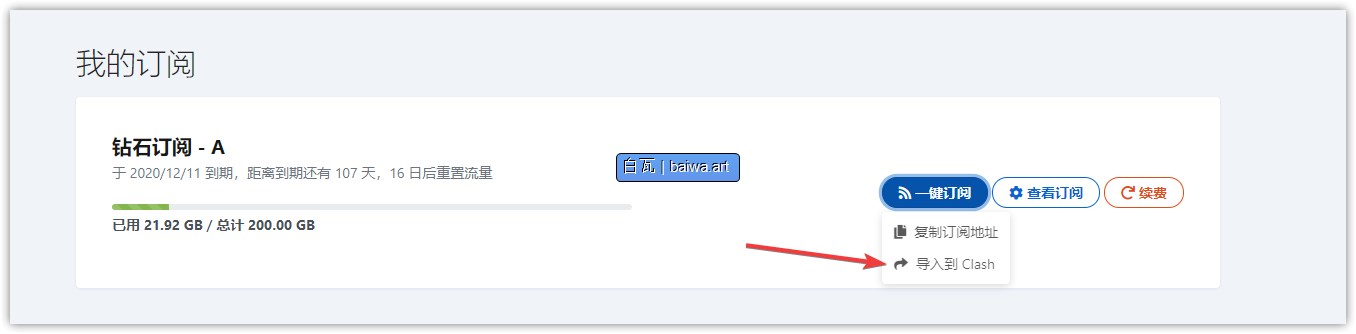 我的订阅
钻石订阅 - A
于 2020/12/11 到期，距离到期还有 107 天，16 日后重置流量
白瓦 | baiwa art
已用 21.92 GB / 总计 200.00 GB
一键订阅
查看订阅
续费
复制订阅地址
导入到 Clash